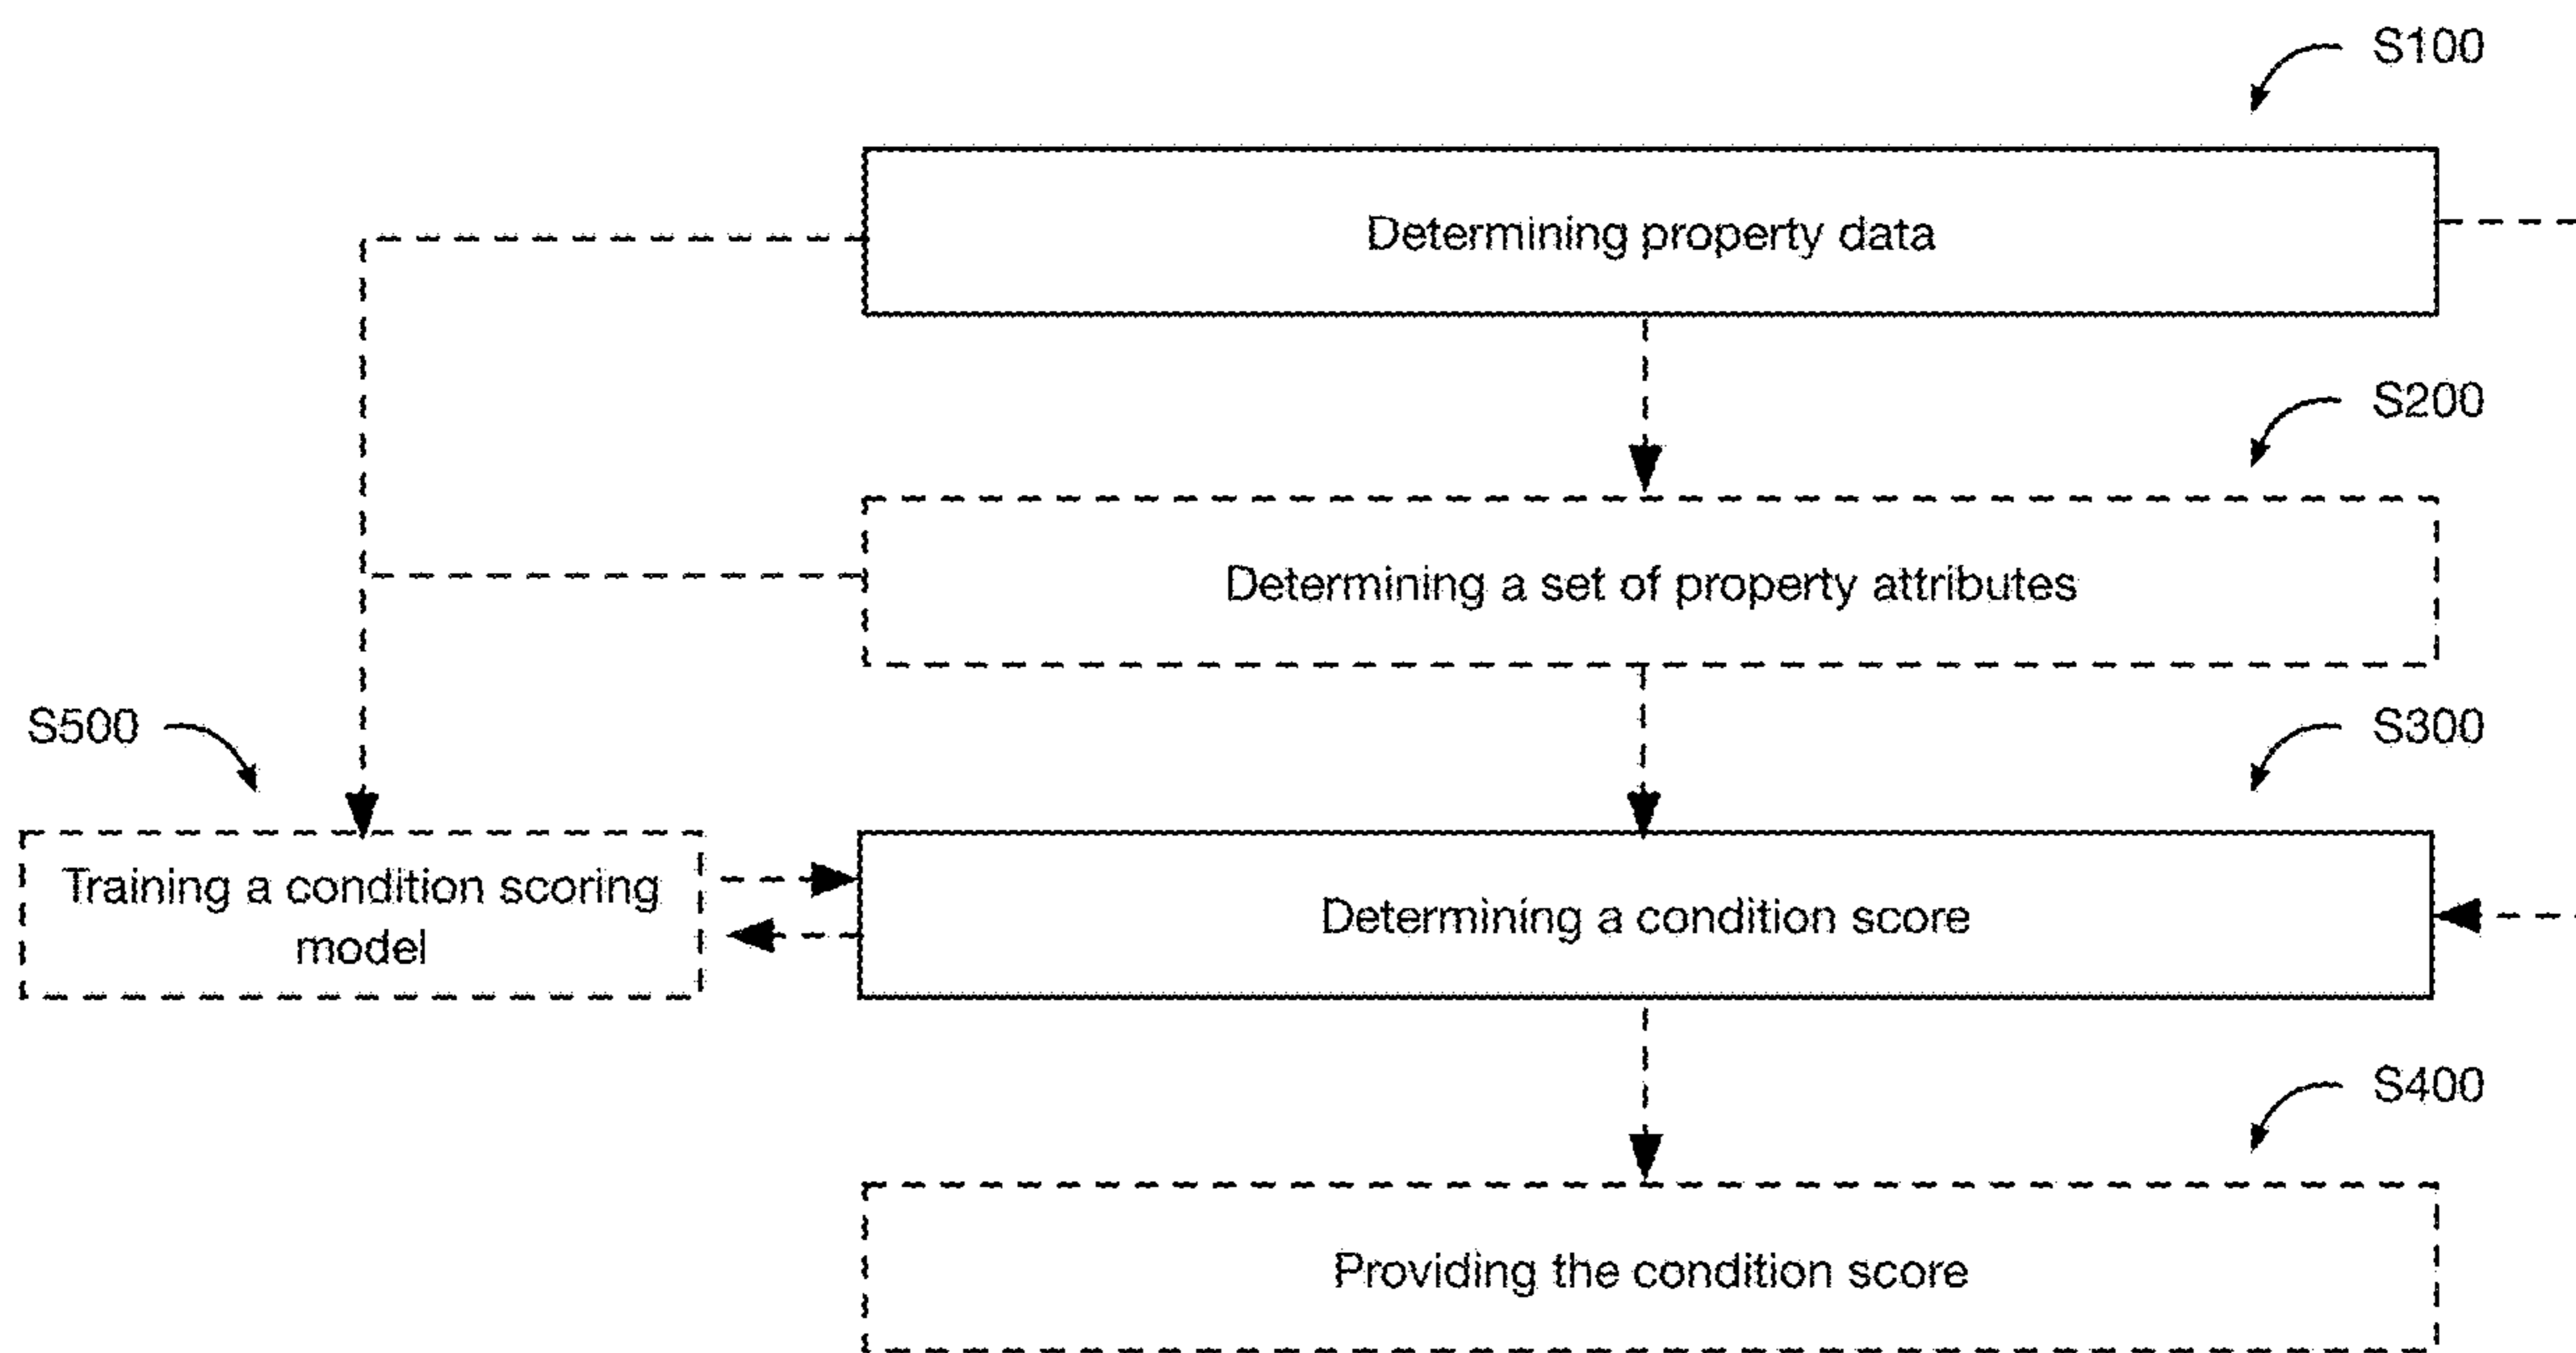 S100
Determining property data
S200
Determining a set of property attributes
S500
S300
Training a condition scoring
model
Determining a condition score
S400
Providing the condition score